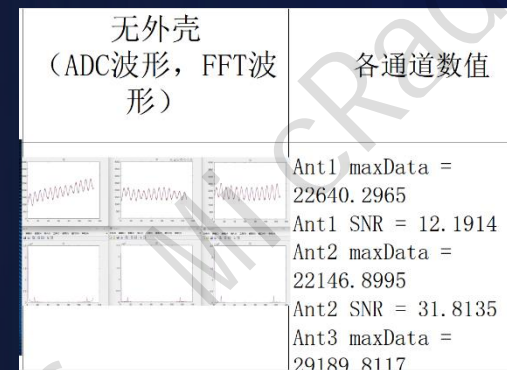 无外壳
（ADC波形，FFT波
形）
各通道数值
Ant1 maxData =
22640.2965
Ant1 SNR = 12.1914
Ant2 maxData =
22146.8995
Ant2 SNR = 31.8135
Ant3 maxData =
29189.8117